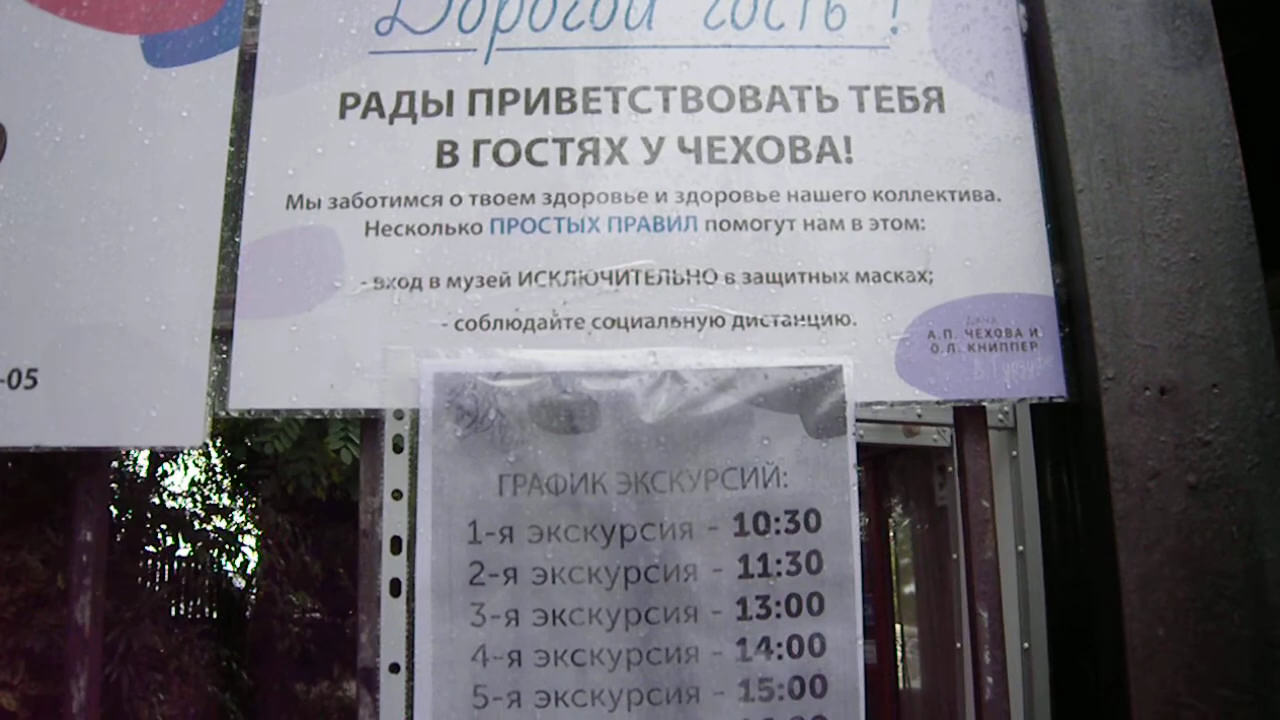 Дорогой гость!
РАДЫ ПРИВЕТСТВОВАТЬ ТЕБЯ
В ГОСТЯХ У ЧЕХОВА!
Мы заботимся о твоем здоровье и здоровье нашего коллектива.
Несколько ПРОСТЫХ ПРАВИЛ помогут нам в этом:
- вход в музей ИСКЛЮЧИТЕЛЬНО в защитных масках;
- соблюдайте социальную дистанцию.
дача
А.П. ЧЕХОВА И
О.Л. КНИППЕР
в Гурзуфе
-05
ГРАФИК ЭКСКУРСИЙ:
1-я экскурсия - 10:30
2-я экскурсия - 11:30
3-я экскурсия - 13:00
4-я экскурсия - 14:00
5-я экскурсия - 15:00